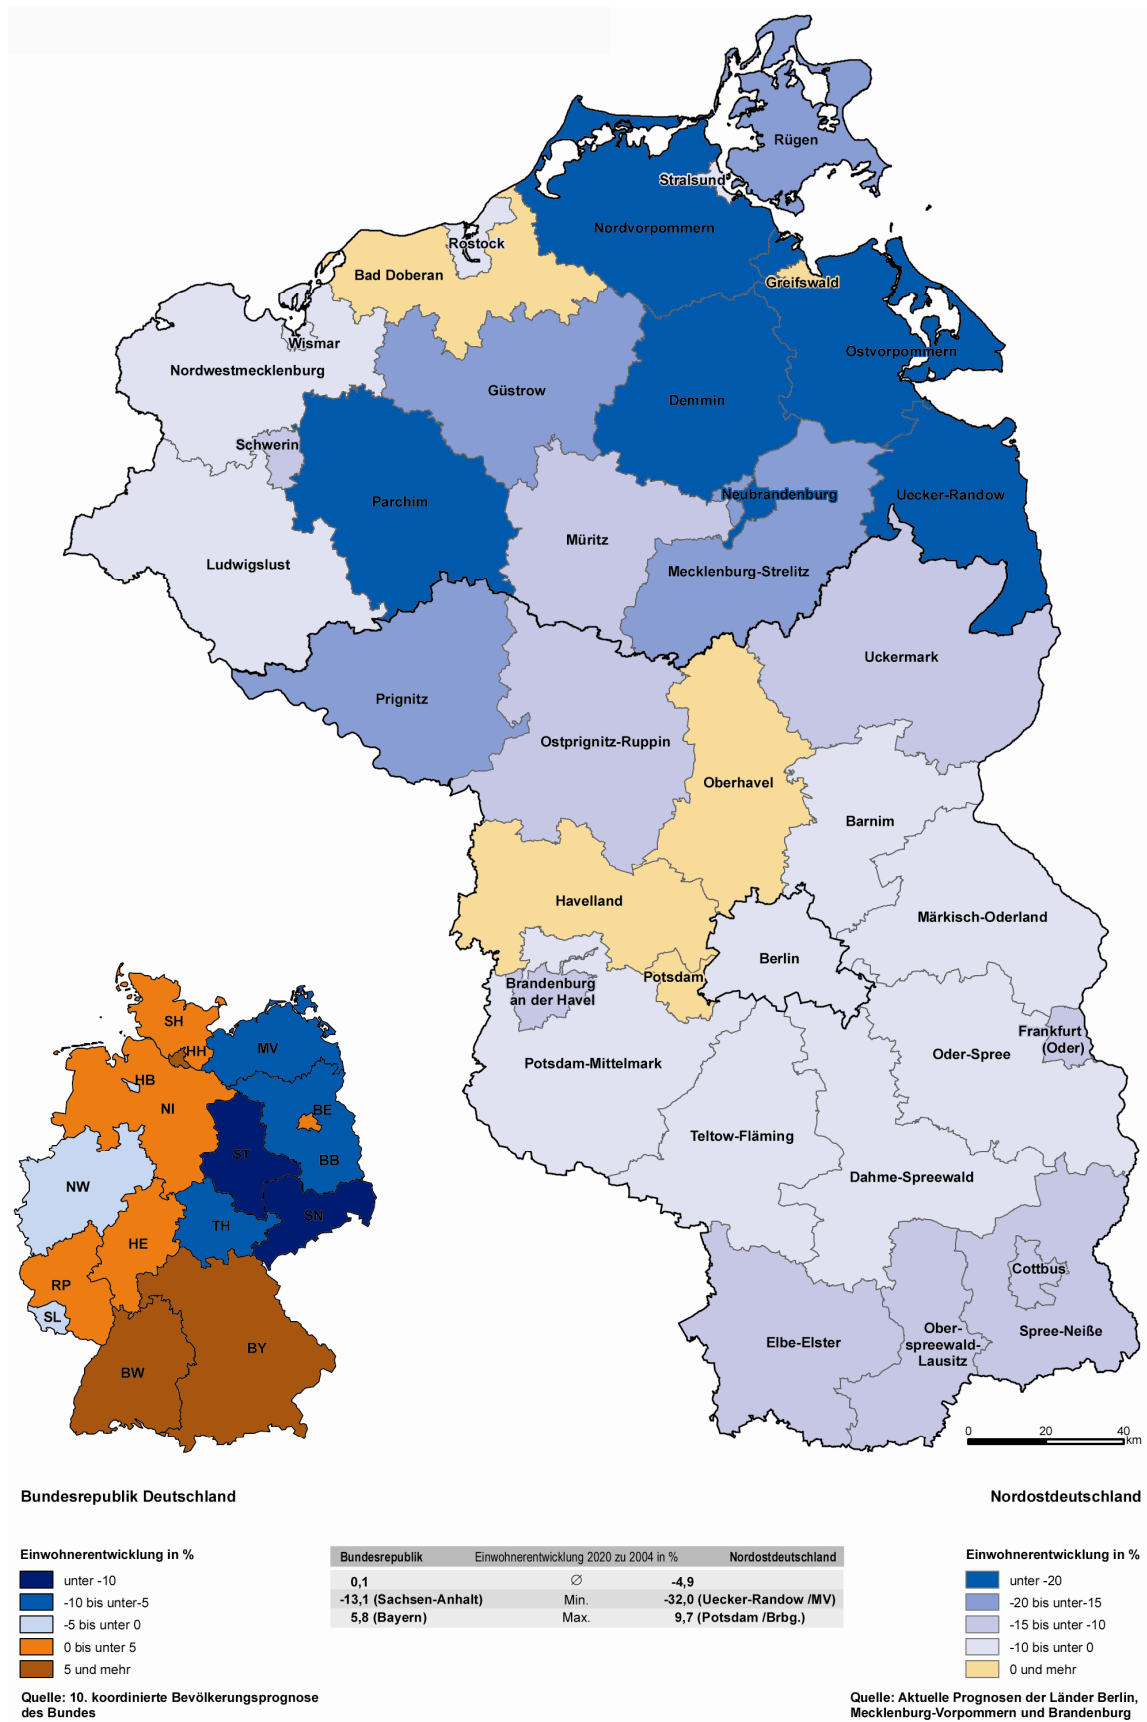 Rügen
Stralsund
Nordvorpommern
Rostock
Bad Doberan
Greifswald
Wismar
Ostvorpommern
Nordwestmecklenburg
Güstrow
Demmin
Schwerin
Parchim
Neubrandenburg
Uecker-Randow
Müritz
Ludwigslust
Mecklenburg-Strelitz
Uckermark
Prignitz
Ostprignitz-Ruppin
Oberhavel
Barnim
Havelland
Märkisch-Oderland
Berlin
Potsdam
Brandenburg
an der Havel
Frankfurt
(Oder)
Oder-Spree
Potsdam-Mittelmark
Teltow-Fläming
Dahme-Spreewald
Cottbus
Elbe-Elster
Ober-
spreewald-
Lausitz
Spree-Neiße
SH
HH
MV
HB
NI
BE
ST
BB
NW
SN
TH
HE
RP
SL
BY
BW
0 20 40
km
Bundesrepublik Deutschland
Nordostdeutschland
Einwohnerentwicklung in %
unter -10
-10 bis unter-5
-5 bis unter 0
0 bis unter 5
5 und mehr
Quelle: 10. koordinierte Bevölkerungsprognose
des Bundes
Bundesrepublik Einwohnerentwicklung 2020 zu 2004 in % Nordostdeutschland
0,1 ∅ -4,9
-13,1 (Sachsen-Anhalt) Min. -32,0 (Uecker-Randow /MV)
5,8 (Bayern) Max. 9,7 (Potsdam /Brbg.)
Einwohnerentwicklung in %
unter -20
-20 bis unter-15
-15 bis unter -10
-10 bis unter 0
0 und mehr
Quelle: Aktuelle Prognosen der Länder Berlin,
Mecklenburg-Vorpommern und Brandenburg